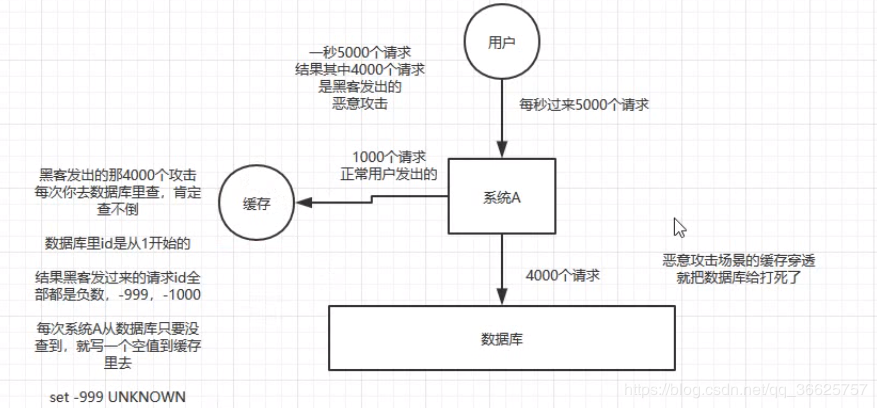 用户
一秒5000个请求
结果其中4000个请求
是黑客发出的
恶意攻击
每秒过来5000个请求
1000个请求
正常用户发出的
黑客发出的那4000个攻击
每次你去数据库里查，肯定
查不倒
缓存
系统A
数据库里id是从1开始的
恶意攻击场景的缓存穿透
就把数据库给打死了
4000个请求
结果黑客发过来的请求id全
部都是负数，-999，-1000
每次系统A从数据库只要没
查到，就写一个空值到缓存
里去
数据库
set -999 UNKNOWN
https://blog.csdn.net/qq_36625757